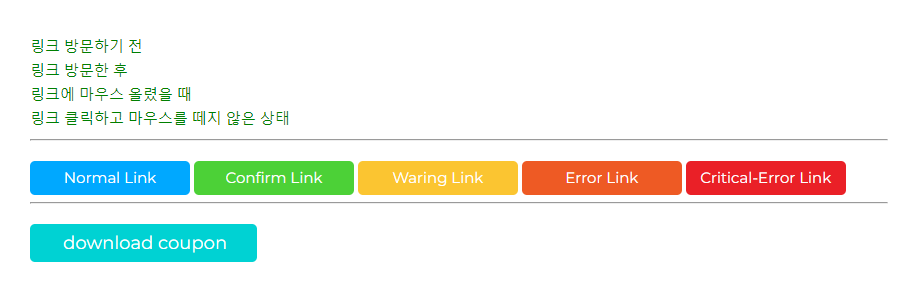 링크 방문하기 전
링크 방문한 후
링크에 마우스 올렸을 때
링크 클릭하고 마우스를 떼지 않은 상태
Normal Link Confirm Link Waring Link Error Link Critical-Error Link
download coupon